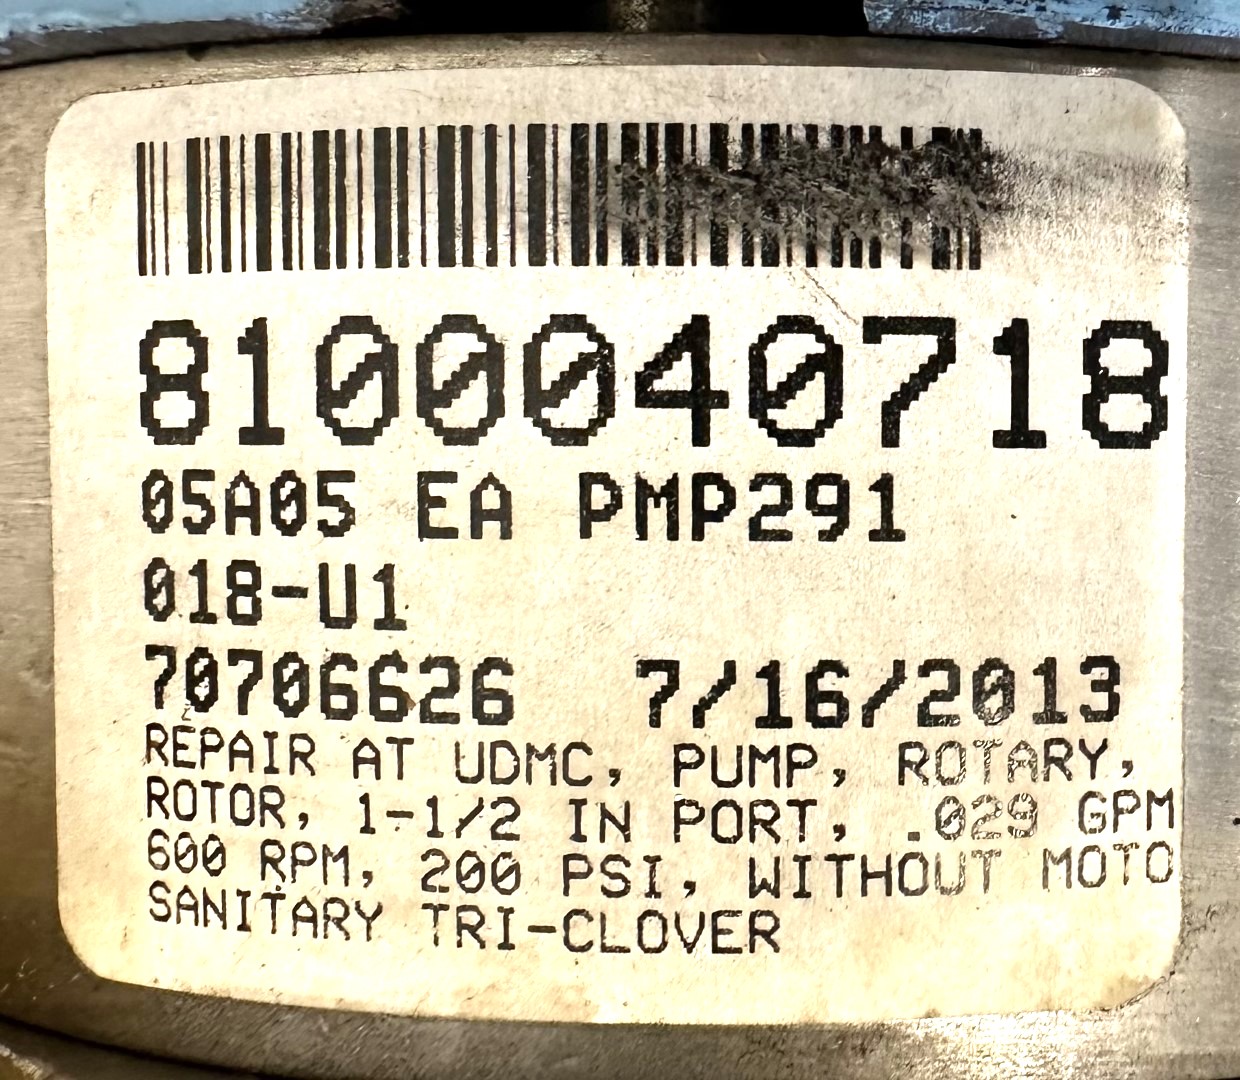 8100040718
05A05 EA PMP291
018-U1
70706626 7/16/2013
REPAIR AT UDMC, PUMP, ROTARY,
ROTOR, 1-1/2 IN PORT, .029 GPM
600 RPM, 200 PSI, WITHOUT MOTO
SANITARY TRI-CLOVER